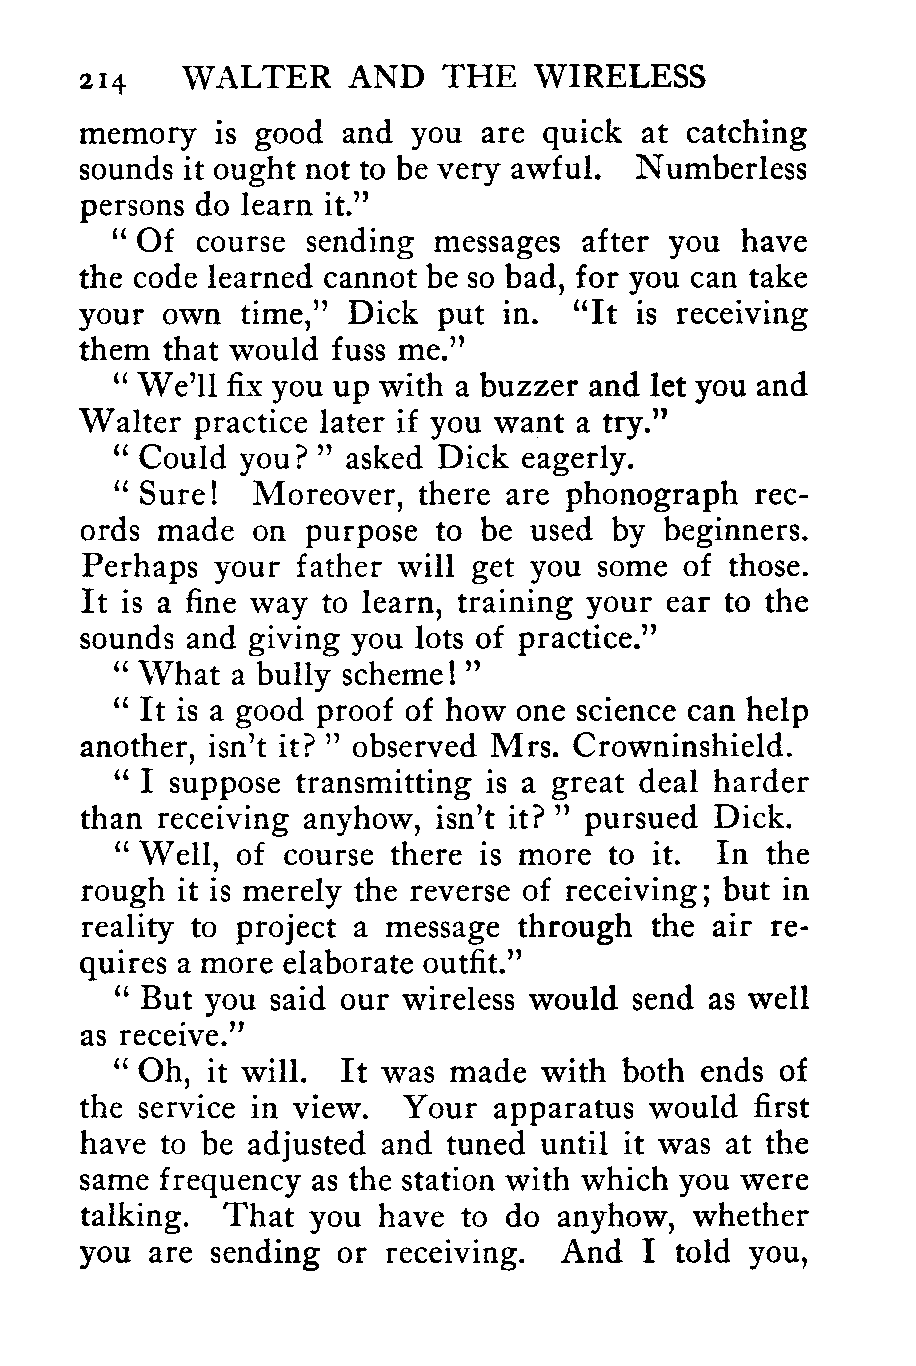 214 WALTER AND THE WIRELESS
memory is good and you are quick at catching
sounds it ought not to be very awful. Numberless
persons do learn it.”
“ Of course sending messages after you have
the code learned cannot be so bad, for you can take
your own time,” Dick put in. “It is receiving
them that would fuss me.”
“ We’ll fix you up with a buzzer and let you and
Walter practice later if you want a try.”
“ Could you? ” asked Dick eagerly.
“ Sure! Moreover, there are phonograph rec-
ords made on purpose to be used by beginners.
Perhaps your father will get you some of those.
It is a fine way to learn, training your ear to the
sounds and giving you lots of practice.”
“ What a bully scheme! ”
“ It is a good proof of how one science can help
another, isn’t it? ” observed Mrs. Crowninshield.
“ I suppose transmitting is a great deal harder
than receiving anyhow, isn’t it? ” pursued Dick.
“ Well, of course there is more to it. In the
rough it is merely the reverse of receiving; but in
reality to project a message through the air re-
quires a more elaborate outfit.”
“ But you said our wireless would send as well
as receive.”
“ Oh, it will. It was made with both ends of
the service in view. Your apparatus would first
have to be adjusted and tuned until it was at the
same frequency as the station with which you were
talking. That you have to do anyhow, whether
you are sending or receiving. And I told you,